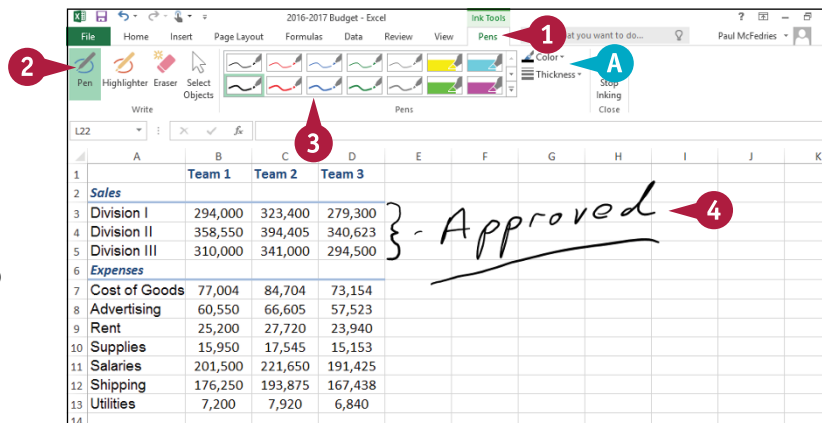 2016-2017 Budget - Excel
Ink Tools
?
File Home Insert Page Layout Formulas Data Review View Pens 1 at you want to do... Paul McFedries
2
Pen Highlighter Eraser Select Objects
Color A
Thickness
Stop Inking
Write Pens Close
3
L22 fx
A B C D E F G H I J K
1 Team 1 Team 2 Team 3
2 Sales
3 Division I 294,000 323,400 279,300
4 Division II 358,550 394,405 340,623
5 Division III 310,000 341,000 294,500
} - Approved 4
6 Expenses
7 Cost of Goods 77,004 84,704 73,154
8 Advertising 60,550 66,605 57,523
9 Rent 25,200 27,720 23,940
10 Supplies 15,950 17,545 15,153
11 Salaries 201,500 221,650 191,425
12 Shipping 176,250 193,875 167,438
13 Utilities 7,200 7,920 6,840
14